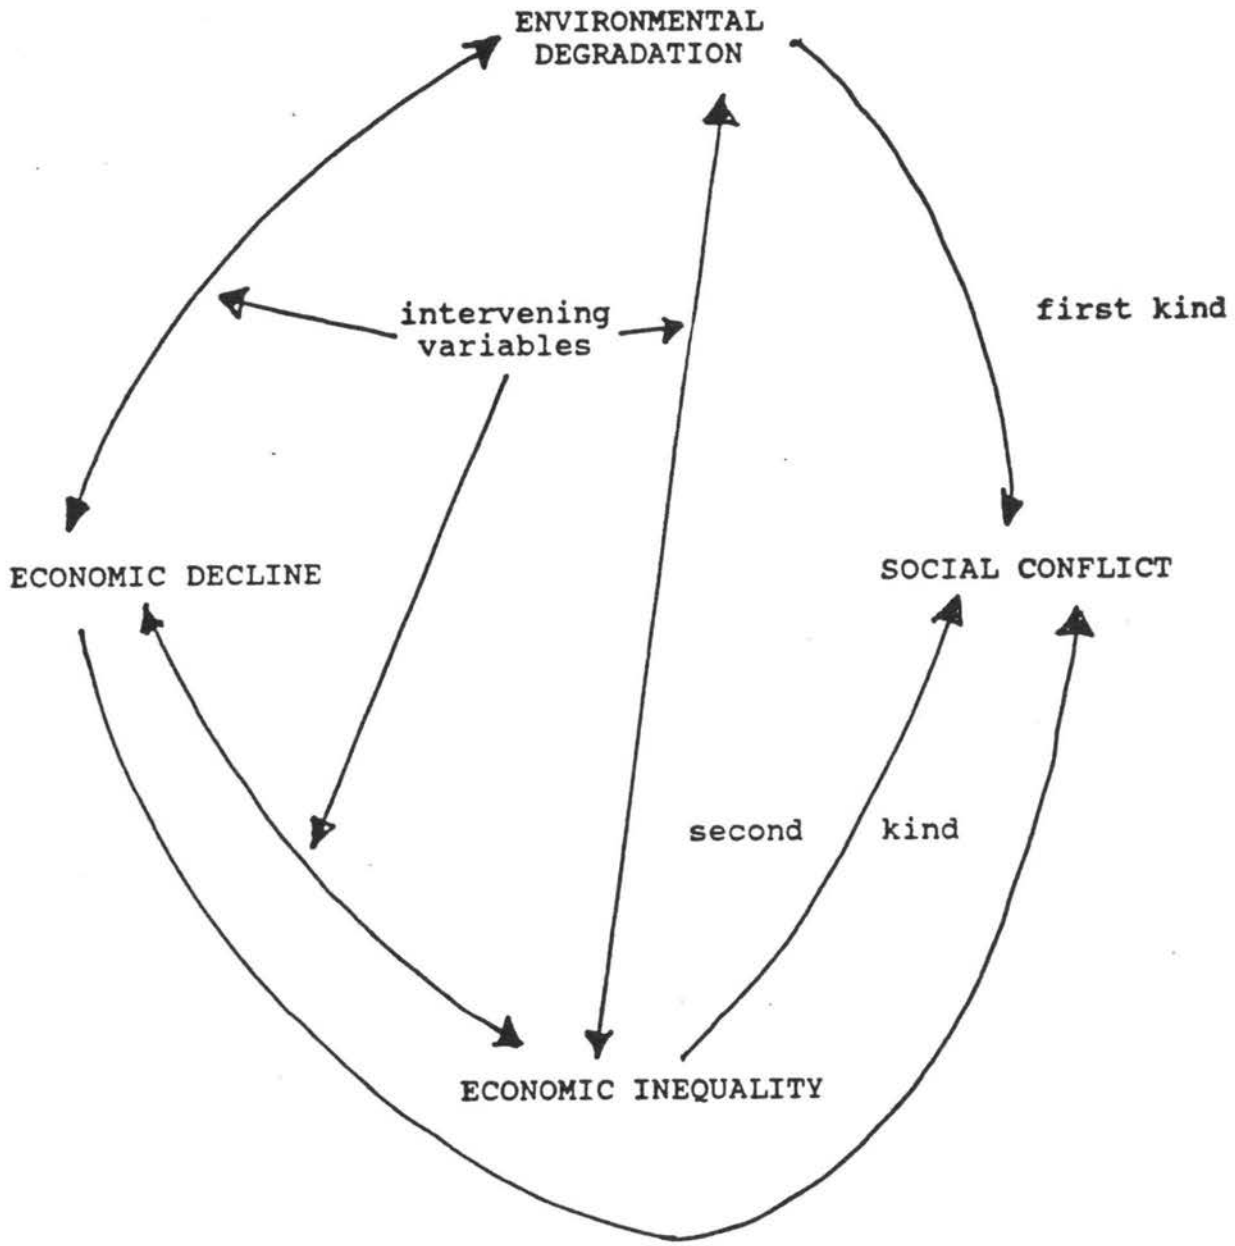 ENVIRONMENTAL
DEGRADATION
intervening
variables
first kind
ECONOMIC DECLINE
SOCIAL CONFLICT
second kind
ECONOMIC INEQUALITY